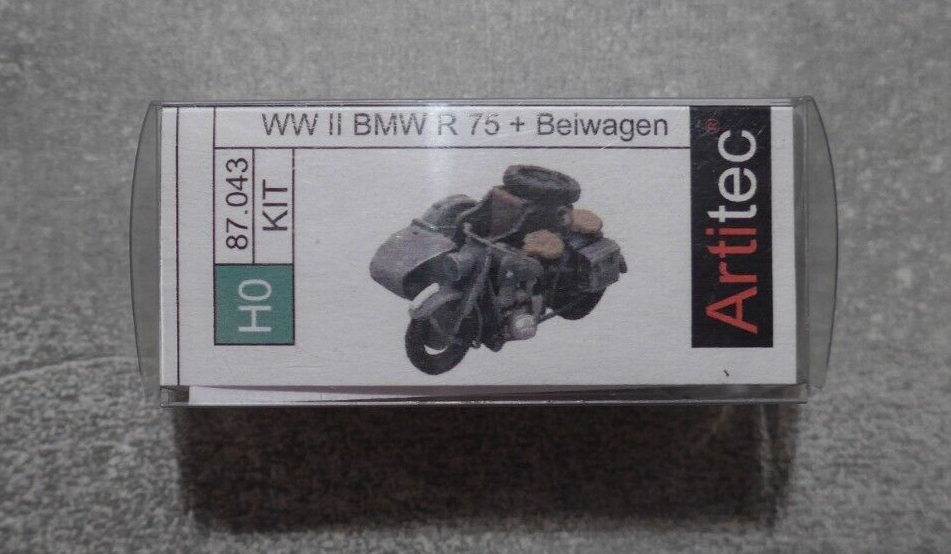 WW II BMW R 75 + Beiwagen
87.043
KIT
H0
Artitec®